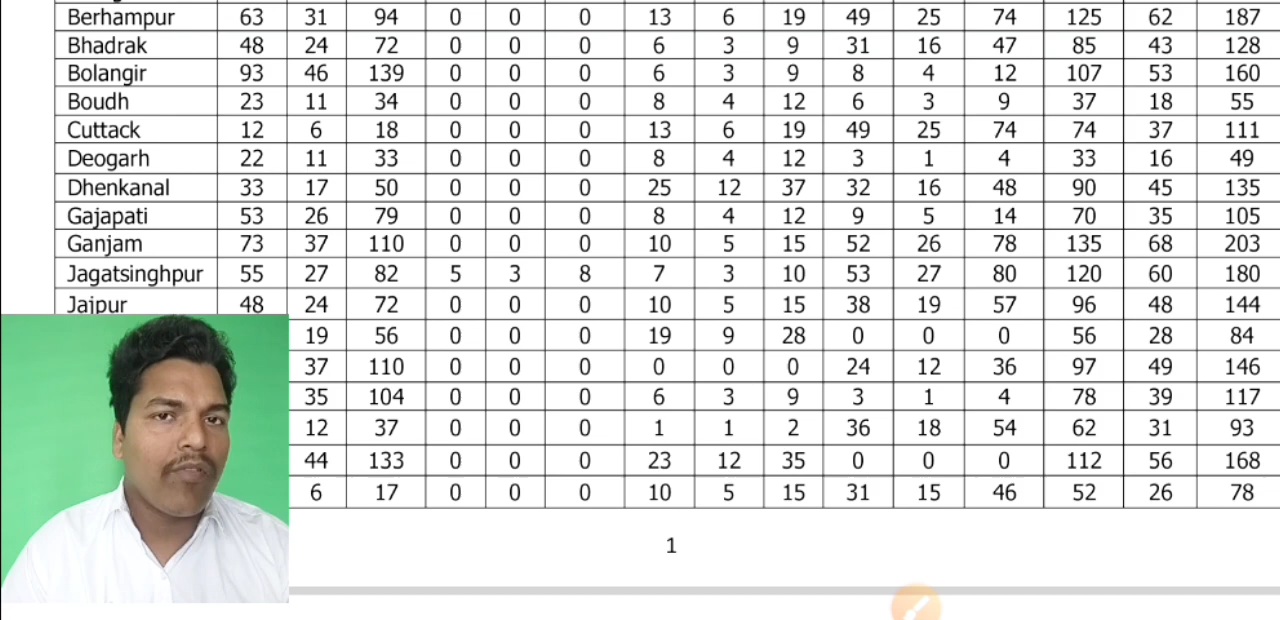 Berhampur 63 31 94 0 0 0 13 6 19 49 25 74 125 62 187
Bhadrak 48 24 72 0 0 0 6 3 9 31 16 47 85 43 128
Bolangir 93 46 139 0 0 0 6 3 9 8 4 12 107 53 160
Boudh 23 11 34 0 0 0 8 4 12 6 3 9 37 18 55
Cuttack 12 6 18 0 0 0 13 6 19 49 25 74 74 37 111
Deogarh 22 11 33 0 0 0 8 4 12 3 1 4 33 16 49
Dhenkanal 33 17 50 0 0 0 25 12 37 32 16 48 90 45 135
Gajapati 53 26 79 0 0 0 8 4 12 9 5 14 70 35 105
Ganjam 73 37 110 0 0 0 10 5 15 52 26 78 135 68 203
Jagatsinghpur 55 27 82 5 3 8 7 3 10 53 27 80 120 60 180
Jajpur 48 24 72 0 0 0 10 5 15 38 19 57 96 48 144
19 56 0 0 0 19 9 28 0 0 0 56 28 84
37 110 0 0 0 0 0 0 24 12 36 97 49 146
35 104 0 0 0 6 3 9 3 1 4 78 39 117
12 37 0 0 0 1 1 2 36 18 54 62 31 93
44 133 0 0 0 23 12 35 0 0 0 112 56 168
6 17 0 0 0 10 5 15 31 15 46 52 26 78
1